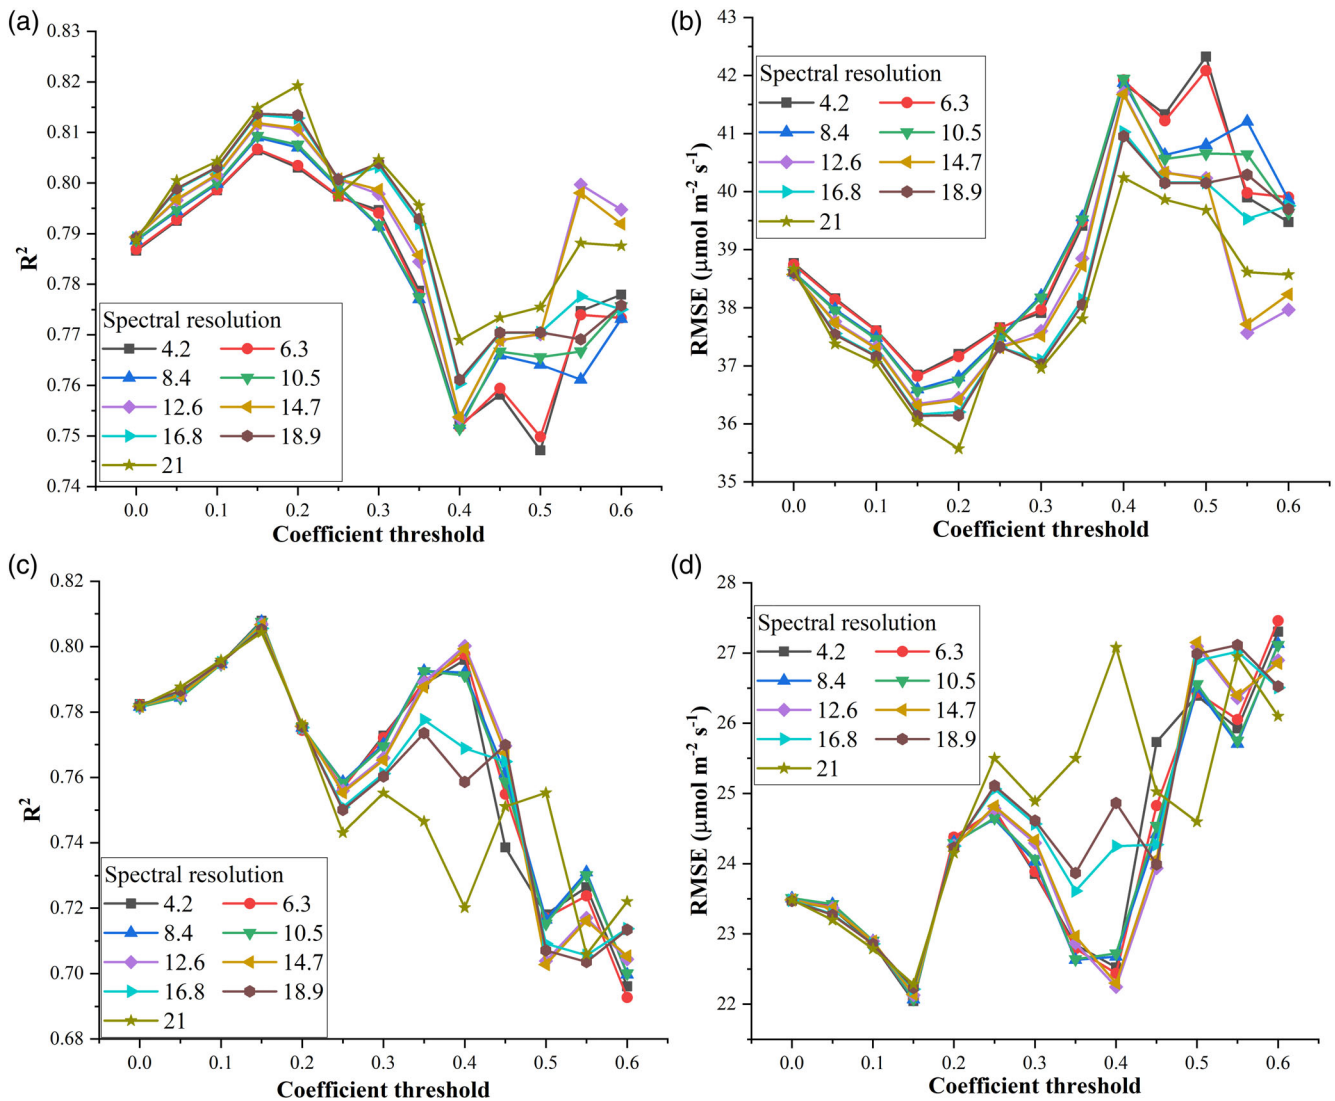 (a)
0.83
0.82
0.81
0.80
0.79
0.78
0.77
0.76
0.75
0.74
R²
Spectral resolution
4.2 6.3
8.4 10.5
12.6 14.7
16.8 18.9
21
0.0 0.1 0.2 0.3 0.4 0.5 0.6
Coefficient threshold
(b)
43
42
41
40
39
38
37
36
35
RMSE (μmol m⁻² s⁻¹)
Spectral resolution
4.2 6.3
8.4 10.5
12.6 14.7
16.8 18.9
21
0.0 0.1 0.2 0.3 0.4 0.5 0.6
Coefficient threshold
(c)
0.82
0.80
0.78
0.76
0.74
0.72
0.70
0.68
R²
Spectral resolution
4.2 6.3
8.4 10.5
12.6 14.7
16.8 18.9
21
0.0 0.1 0.2 0.3 0.4 0.5 0.6
Coefficient threshold
(d)
28
27
26
25
24
23
22
RMSE (μmol m⁻² s⁻¹)
Spectral resolution
4.2 6.3
8.4 10.5
12.6 14.7
16.8 18.9
21
0.0 0.1 0.2 0.3 0.4 0.5 0.6
Coefficient threshold